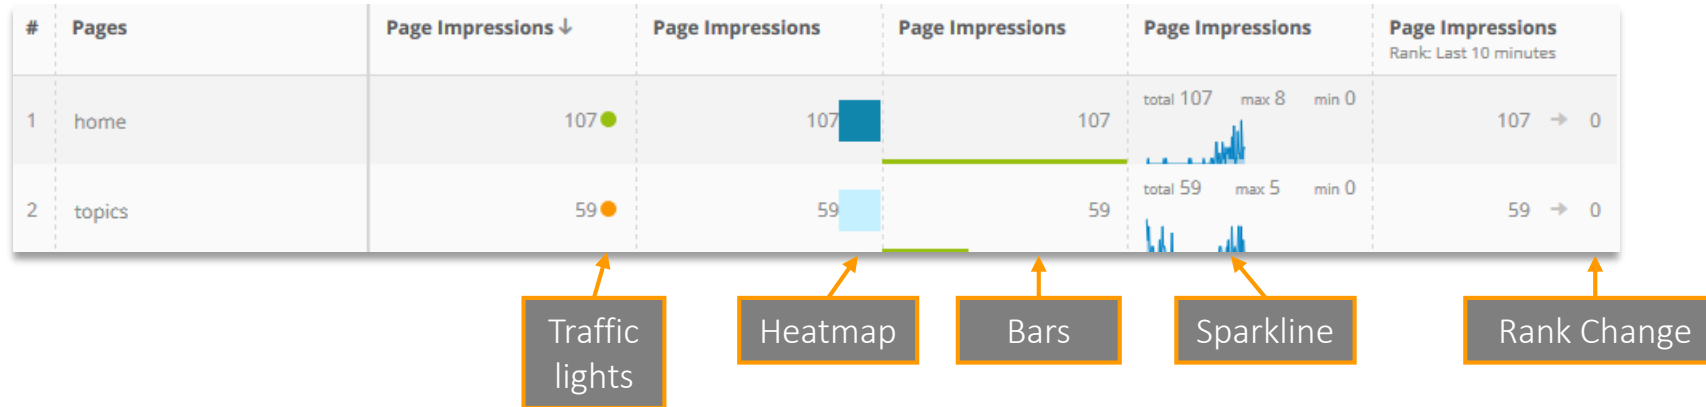 # Pages Page Impressions ↓ Page Impressions Page Impressions Page Impressions Page Impressions
Rank: Last 10 minutes
total 107 max 8 min 0
1 home 107 107 107 107 → 0
total 59 max 5 min 0
2 topics 59 59 59 59 → 0
Traffic
lights
Heatmap
Bars
Sparkline
Rank Change